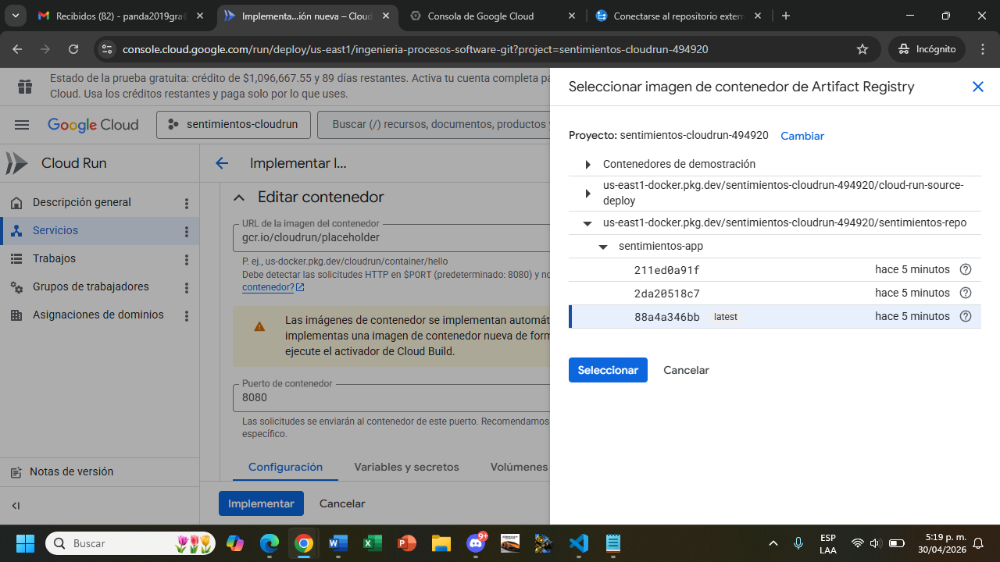 Recibidos (82) - panda2019gra
Implementa...ión nueva – Cloud
Consola de Google Cloud
Conectarse al repositorio extern
console.cloud.google.com/run/deploy/us-east1/ingenieria-procesos-software-git?project=sentimientos-cloudrun-494920
Incógnito
Estado de la prueba gratuita: crédito de $1,096,667.55 y 89 días restantes. Activa tu cuenta completa pa
Cloud. Usa los créditos restantes y paga solo por lo que uses.
Google Cloud
sentimientos-cloudrun
Buscar (/) recursos, documentos, productos y
Cloud Run
Implementar l...
Descripción general
Servicios
Trabajos
Grupos de trabajadores
Asignaciones de dominios
Notas de versión
Editar contenedor
URL de la imagen del contenedor
gcr.io/cloudrun/placeholder
P. ej., us-docker.pkg.dev/cloudrun/container/hello
Debe detectar las solicitudes HTTP en $PORT (predeterminado: 8080) y no
contenedor?
Las imágenes de contenedor se implementan automát
implementas una imagen de contenedor nueva de form
ejecute el activador de Cloud Build.
Puerto de contenedor
8080
Las solicitudes se enviarán al contenedor de este puerto. Recomendamos
específico.
Configuración
Variables y secretos
Volúmenes
Implementar
Cancelar
Seleccionar imagen de contenedor de Artifact Registry
Proyecto: sentimientos-cloudrun-494920 Cambiar
Contenedores de demostración
us-east1-docker.pkg.dev/sentimientos-cloudrun-494920/cloud-run-source-
deploy
us-east1-docker.pkg.dev/sentimientos-cloudrun-494920/sentimientos-repo
sentimientos-app
211ed0a91f hace 5 minutos
2da20518c7 hace 5 minutos
88a4a346bb latest hace 5 minutos
Seleccionar
Cancelar
Buscar
9+
ESP
LAA
5:19 p. m.
30/04/2026